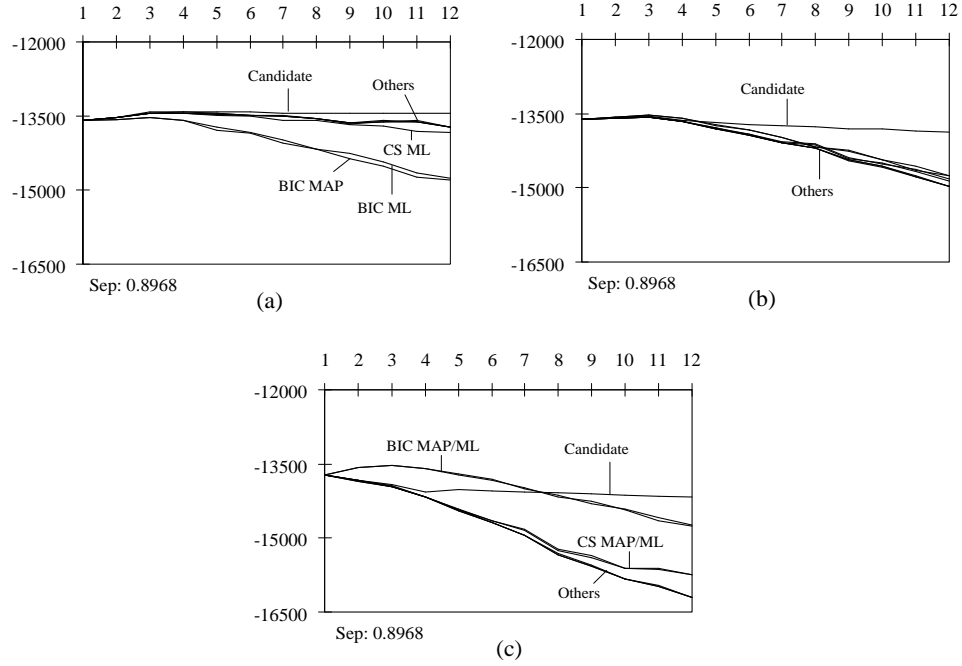 1 2 3 4 5 6 7 8 9 10 11 12
-12000
-13500
-15000
-16500
Candidate
Others
CS ML
BIC MAP
BIC ML
Sep: 0.8968
(a)
1 2 3 4 5 6 7 8 9 10 11 12
-12000
-13500
-15000
-16500
Candidate
Others
Sep: 0.8968
(b)
1 2 3 4 5 6 7 8 9 10 11 12
-12000
-13500
-15000
-16500
BIC MAP/ML
Candidate
CS MAP/ML
Others
Sep: 0.8968
(c)